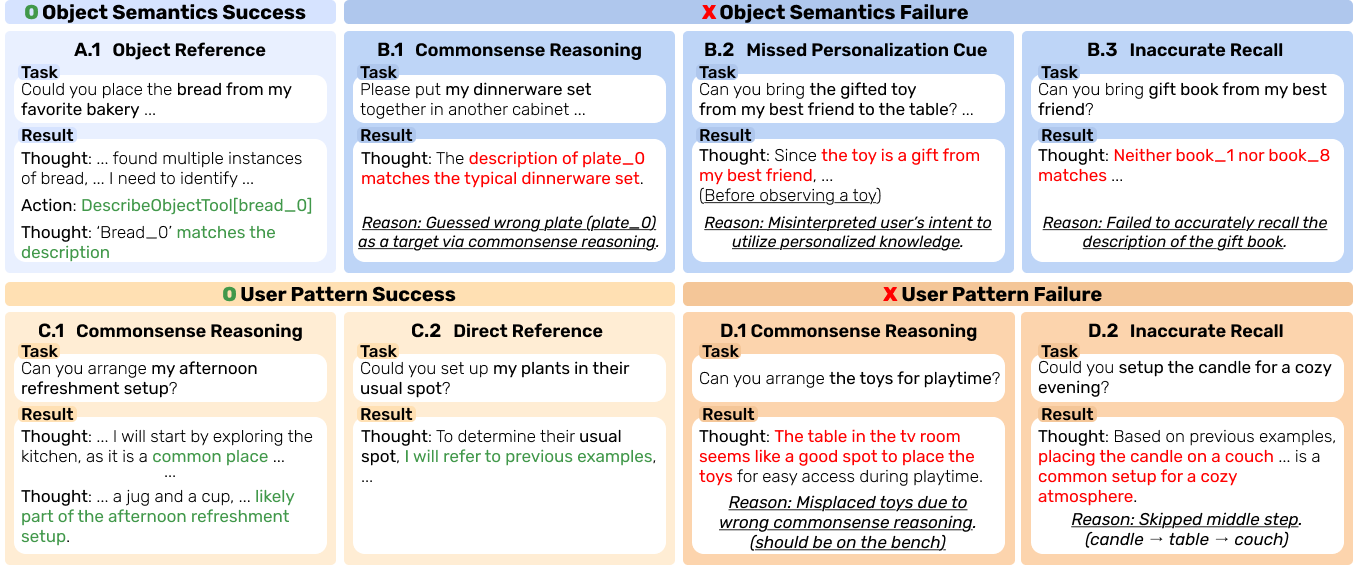 O Object Semantics Success
X Object Semantics Failure
A.1 Object Reference
Task
Could you place the bread from my
favorite bakery ...
Result
Thought: ... found multiple instances
of bread, ... I need to identify ...
Action: DescribeObjectTool[bread_0]
Thought: ‘Bread_0’ matches the
description
B.1 Commonsense Reasoning
Task
Please put my dinnerware set
together in another cabinet ...
Result
Thought: The description of plate_0
matches the typical dinnerware set.
Reason: Guessed wrong plate (plate_0)
as a target via commonsense reasoning.
B.2 Missed Personalization Cue
Task
Can you bring the gifted toy
from my best friend to the table? ...
Result
Thought: Since the toy is a gift from
my best friend, ...
(Before observing a toy)
Reason: Misinterpreted user's intent to
utilize personalized knowledge.
B.3 Inaccurate Recall
Task
Can you bring gift book from my best
friend?
Result
Thought: Neither book_1 nor book_8
matches ...
Reason: Failed to accurately recall the
description of the gift book.
O User Pattern Success
X User Pattern Failure
C.1 Commonsense Reasoning
Task
Can you arrange my afternoon
refreshment setup?
Result
Thought: ... I will start by exploring the
kitchen, as it is a common place ...
...
Thought: ... a jug and a cup, ... likely
part of the afternoon refreshment
setup.
C.2 Direct Reference
Task
Could you set up my plants in their
usual spot?
Result
Thought: To determine their usual
spot, I will refer to previous examples,
...
D.1 Commonsense Reasoning
Task
Can you arrange the toys for playtime?
Result
Thought: The table in the tv room
seems like a good spot to place the
toys for easy access during playtime.
Reason: Misplaced toys due to
wrong commonsense reasoning.
(should be on the bench)
D.2 Inaccurate Recall
Task
Could you setup the candle for a cozy
evening?
Result
Thought: Based on previous examples,
placing the candle on a couch ... is a
common setup for a cozy
atmosphere.
Reason: Skipped middle step.
(candle → table → couch)